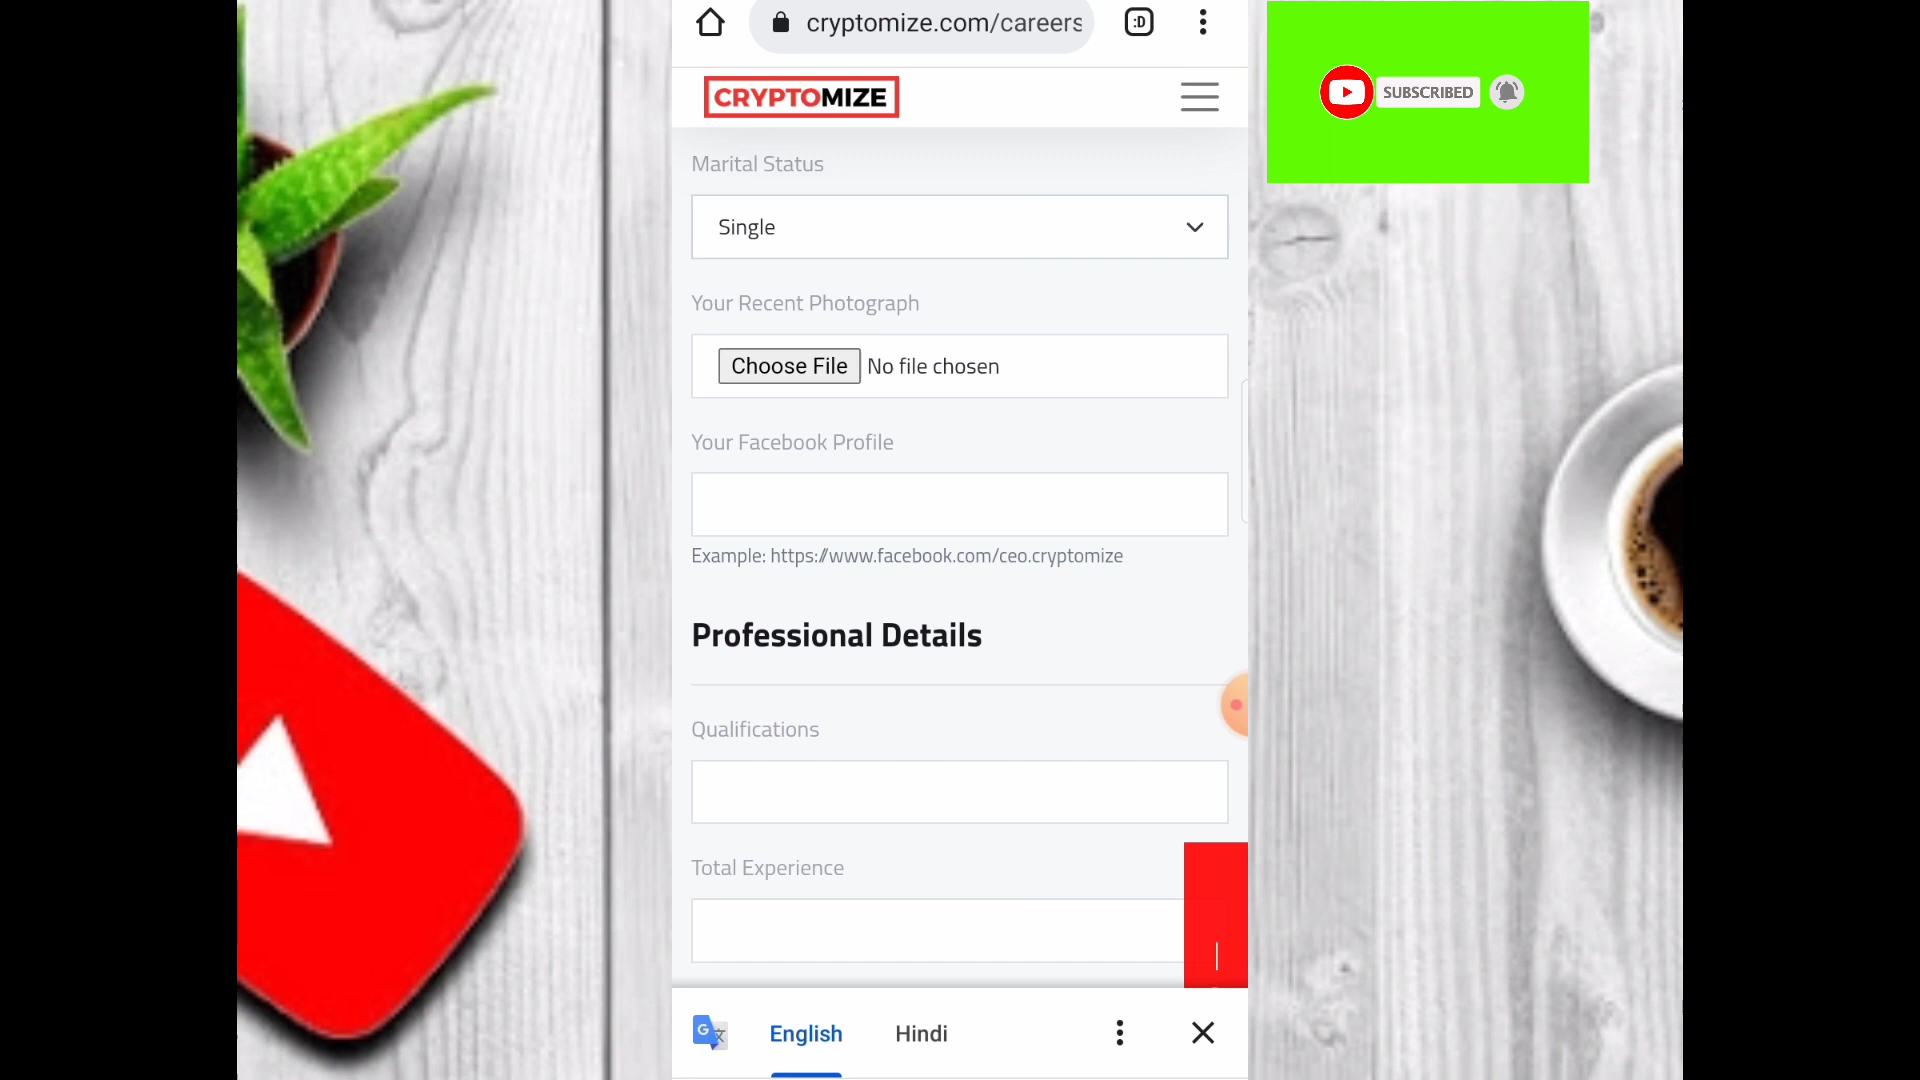 :D
cryptomize.com/careers
CRYPTOMIZE
SUBSCRIBED
Marital Status
Single
Your Recent Photograph
Choose File No file chosen
Your Facebook Profile
Example: https://www.facebook.com/ceo.cryptomize
Professional Details
Qualifications
Total Experience
G 文
English Hindi